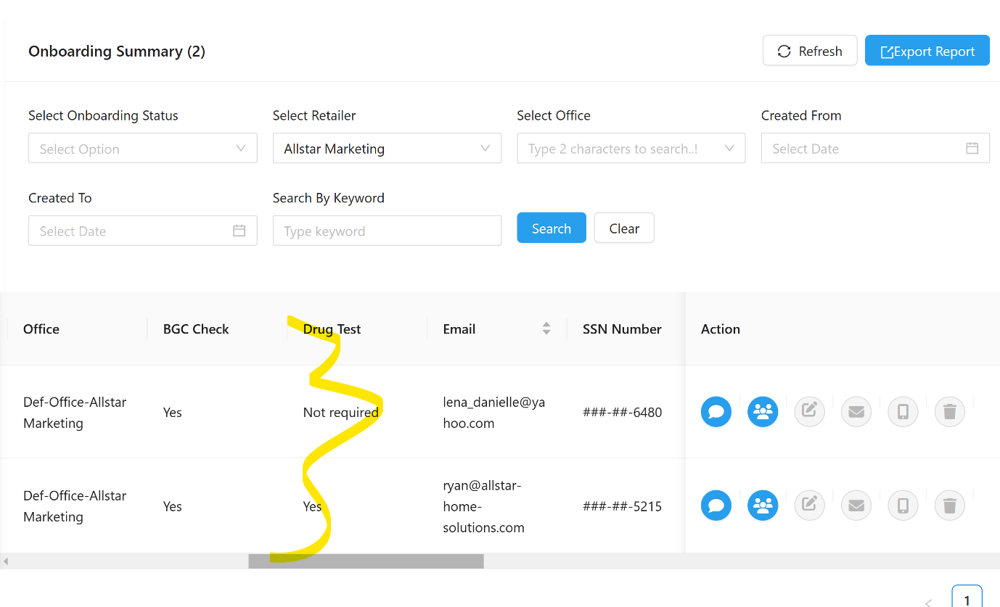 Onboarding Summary (2)
Refresh
Export Report
Select Onboarding Status
Select Retailer
Select Office
Created From
Select Option
Allstar Marketing
Type 2 characters to search..!
Select Date
Created To
Search By Keyword
Select Date
Type keyword
Search
Clear
Office
BGC Check
Drug Test
Email
SSN Number
Action
Def-Office-Allstar
Marketing
Yes
Not required
lena_danielle@ya
hoo.com
###-##-6480
Def-Office-Allstar
Marketing
Yes
Yes
ryan@allstar-
home-
solutions.com
###-##-5215
1